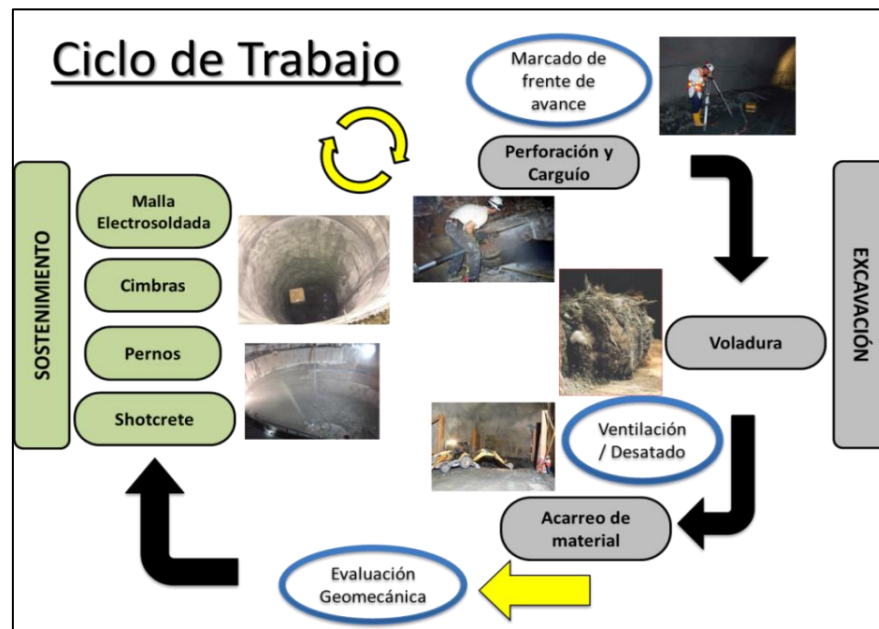 Ciclo de Trabajo
Marcado de
frente de
avance
Perforación y
Carguío
EXCAVACIÓN
Voladura
Ventilación
/ Desatado
Acarreo de
material
Evaluación
Geomecánica
SOSTENIMIENTO
Malla
Electrosoldada
Cimbras
Pernos
Shotcrete